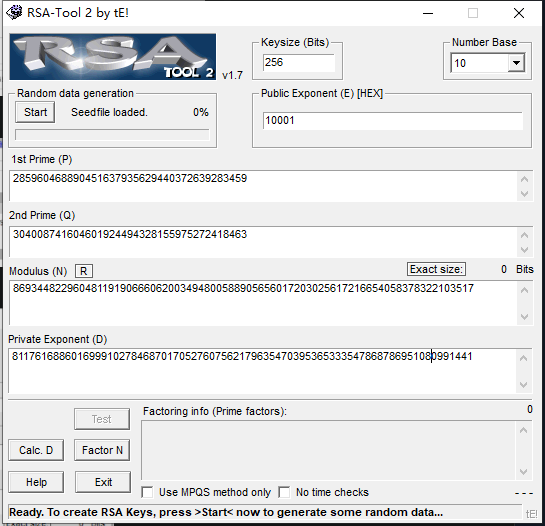 RSA-Tool 2 by tE!
RSA
TOOL 2
v1.7
Keysize (Bits)
256
Number Base
10
Random data generation
Start
Seedfile loaded.
0%
Public Exponent (E) [HEX]
10001
1st Prime (P)
285960468890451637935629440372639283459
2nd Prime (Q)
304008741604601924494328155975272418463
Modulus (N)
R
Exact size:
0 Bits
86934482296048119190666062003494800588905656017203025617216654058378322103517
Private Exponent (D)
81176168860169991027846870170527607562179635470395365333547868786951080991441
Test
Factoring info (Prime factors):
0
Calc. D
Factor N
Help
Exit
Use MPQS method only
No time checks
- - -
Ready. To create RSA Keys, press >Start< now to generate some random data...
tE!